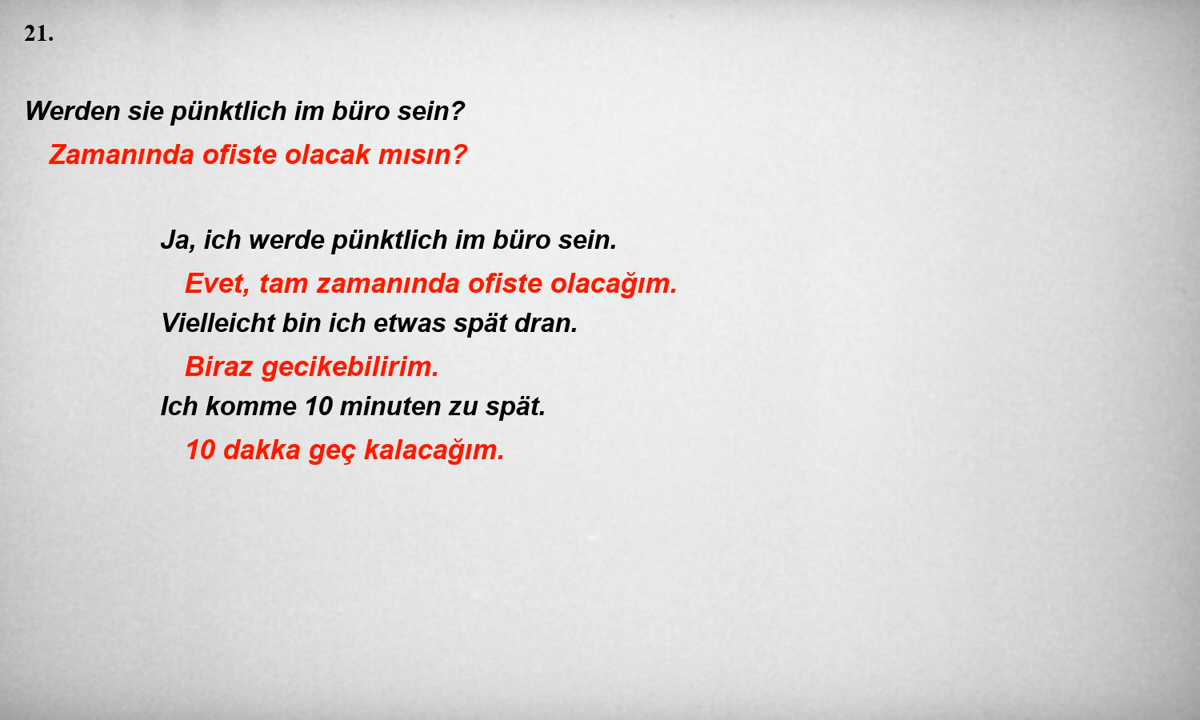 21.
Werden sie pünktlich im büro sein?
Zamanında ofiste olacak mısın?
Ja, ich werde pünktlich im büro sein.
Evet, tam zamanında ofiste olacağım.
Vielleicht bin ich etwas spät dran.
Biraz gecikebilirim.
Ich komme 10 minuten zu spät.
10 dakka geç kalacağım.